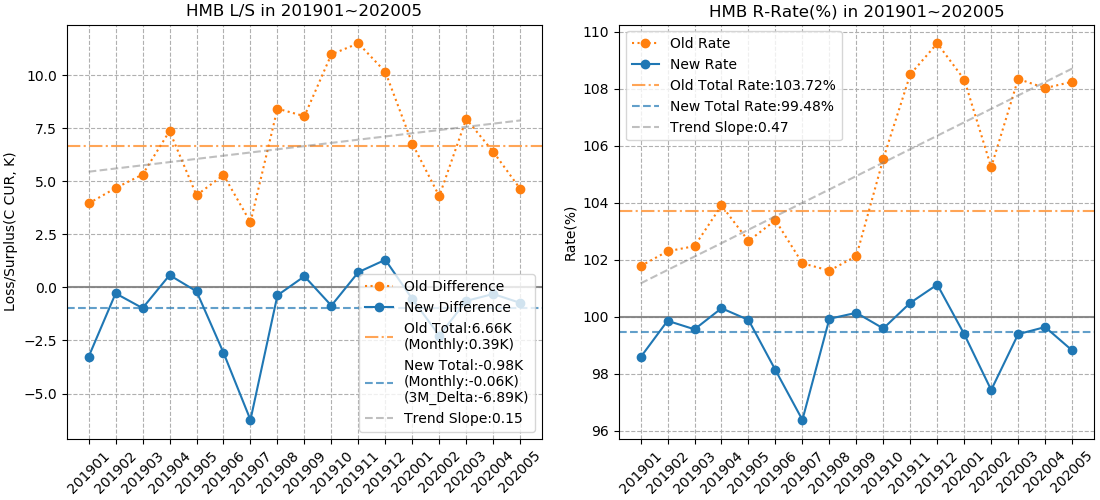 HMB L/S in 201901~202005
Loss/Surplus(C CUR, K)
10.0
7.5
5.0
2.5
0.0
−2.5
−5.0
Old Difference
New Difference
Old Total:6.66K
(Monthly:0.39K)
New Total:-0.98K
(Monthly:-0.06K)
(3M_Delta:-6.89K)
Trend Slope:0.15
201901
201902
201903
201904
201905
201906
201907
201908
201909
201910
201911
201912
202001
202002
202003
202004
202005
HMB R-Rate(%) in 201901~202005
Rate(%)
110
108
106
104
102
100
98
96
Old Rate
New Rate
Old Total Rate:103.72%
New Total Rate:99.48%
Trend Slope:0.47
201901
201902
201903
201904
201905
201906
201907
201908
201909
201910
201911
201912
202001
202002
202003
202004
202005